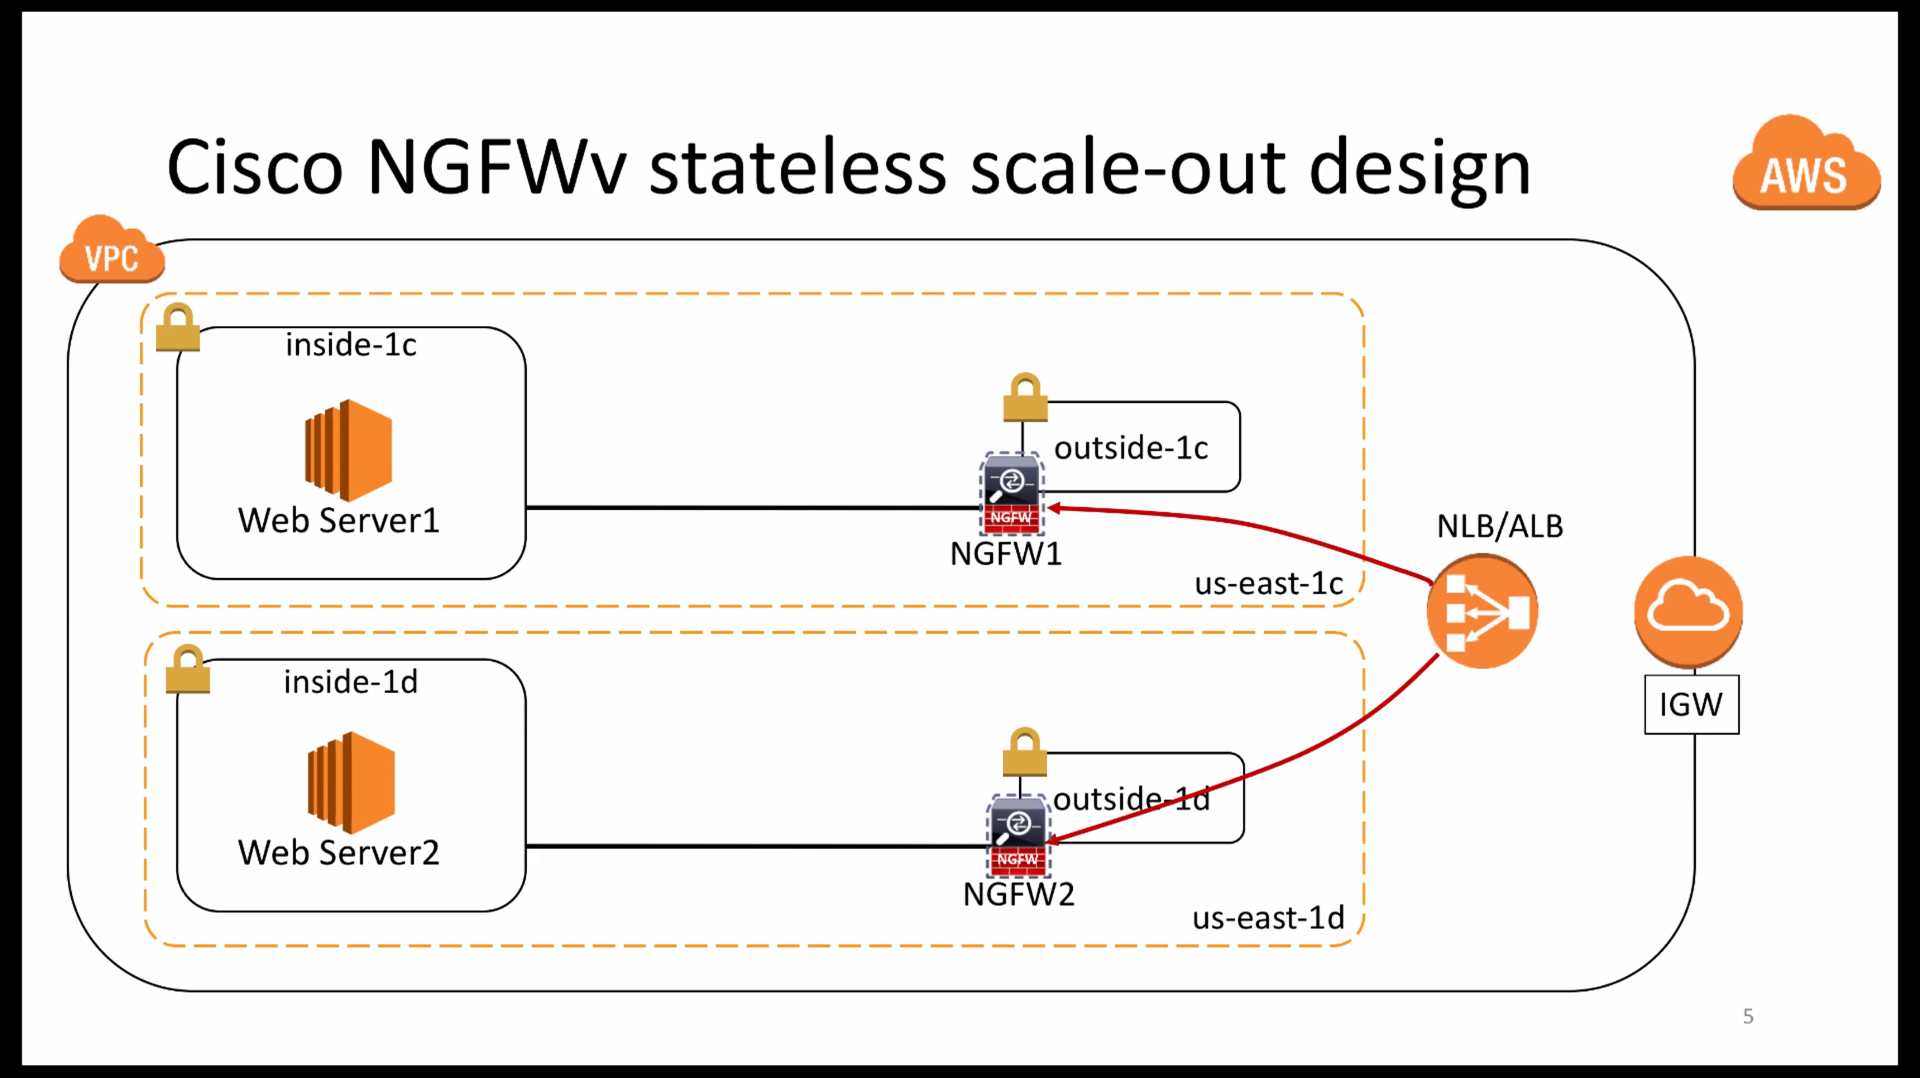 Cisco NGFWv stateless scale-out design
AWS
VPC
inside-1c
Web Server1
outside-1c
NGFW
NGFW1
us-east-1c
NLB/ALB
IGW
inside-1d
Web Server2
outside-1d
NGFW
NGFW2
us-east-1d
5